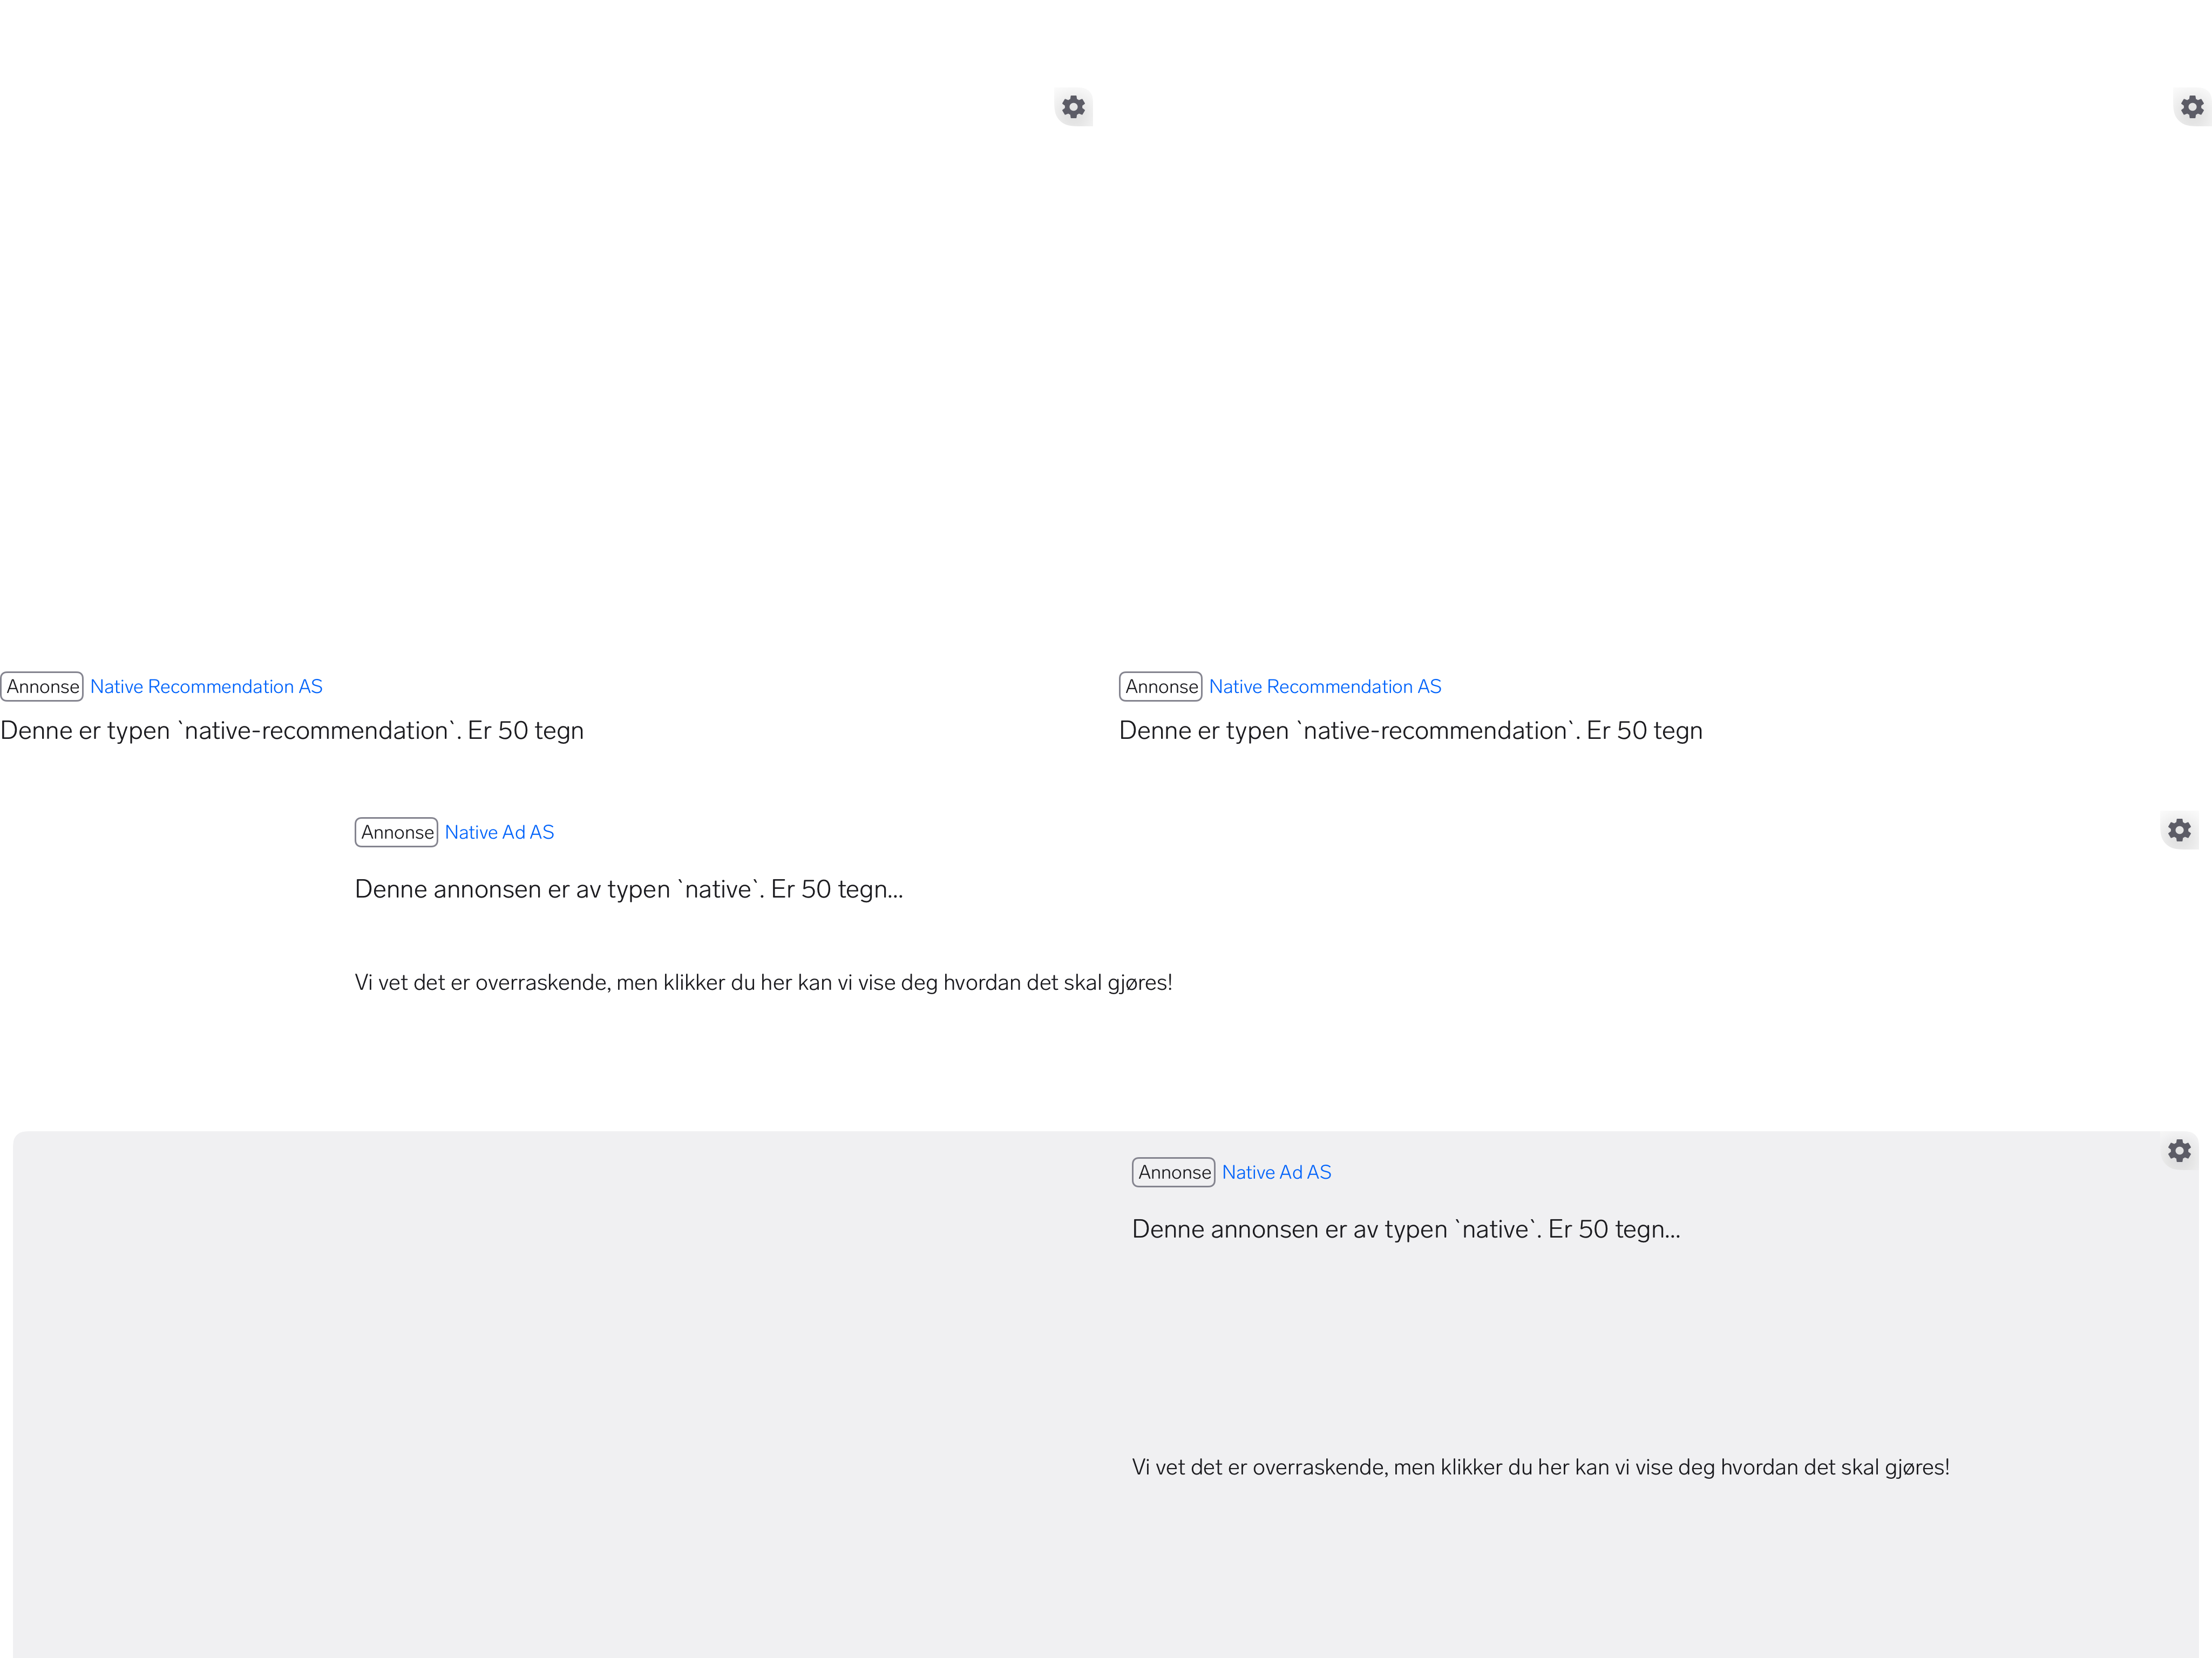 Annonse Native Recommendation AS
Denne er typen `native-recommendation`. Er 50 tegn
Annonse Native Recommendation AS
Denne er typen `native-recommendation`. Er 50 tegn
Annonse Native Ad AS
Denne annonsen er av typen `native`. Er 50 tegn...
Vi vet det er overraskende, men klikker du her kan vi vise deg hvordan det skal gjøres!
Annonse Native Ad AS
Denne annonsen er av typen `native`. Er 50 tegn...
Vi vet det er overraskende, men klikker du her kan vi vise deg hvordan det skal gjøres!